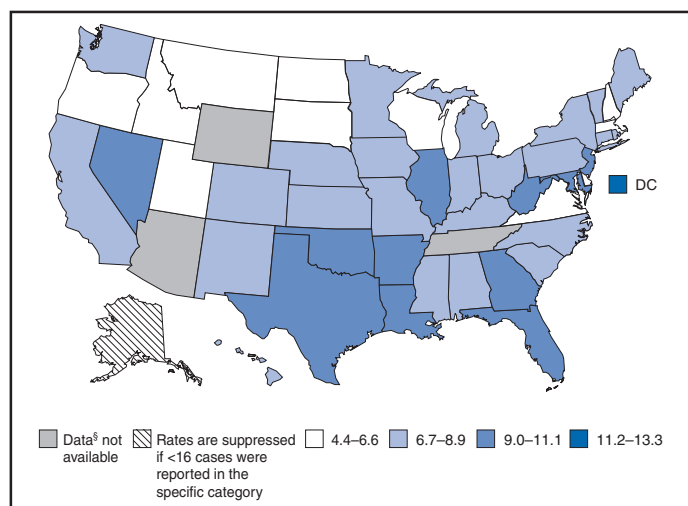 DC
Data§ not available
Rates are suppressed if <16 cases were reported in the specific category
4.4–6.6
6.7–8.9
9.0–11.1
11.2–13.3